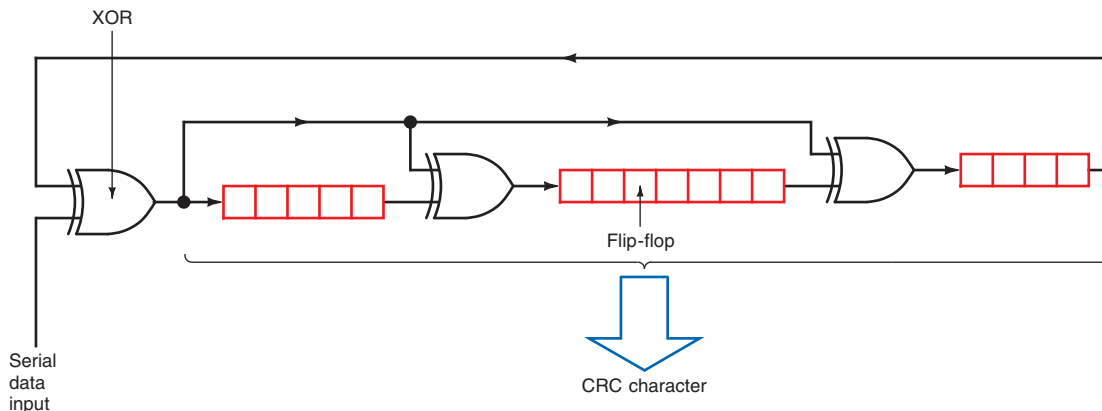 XOR
Flip-flop
Serial
data
input
CRC character